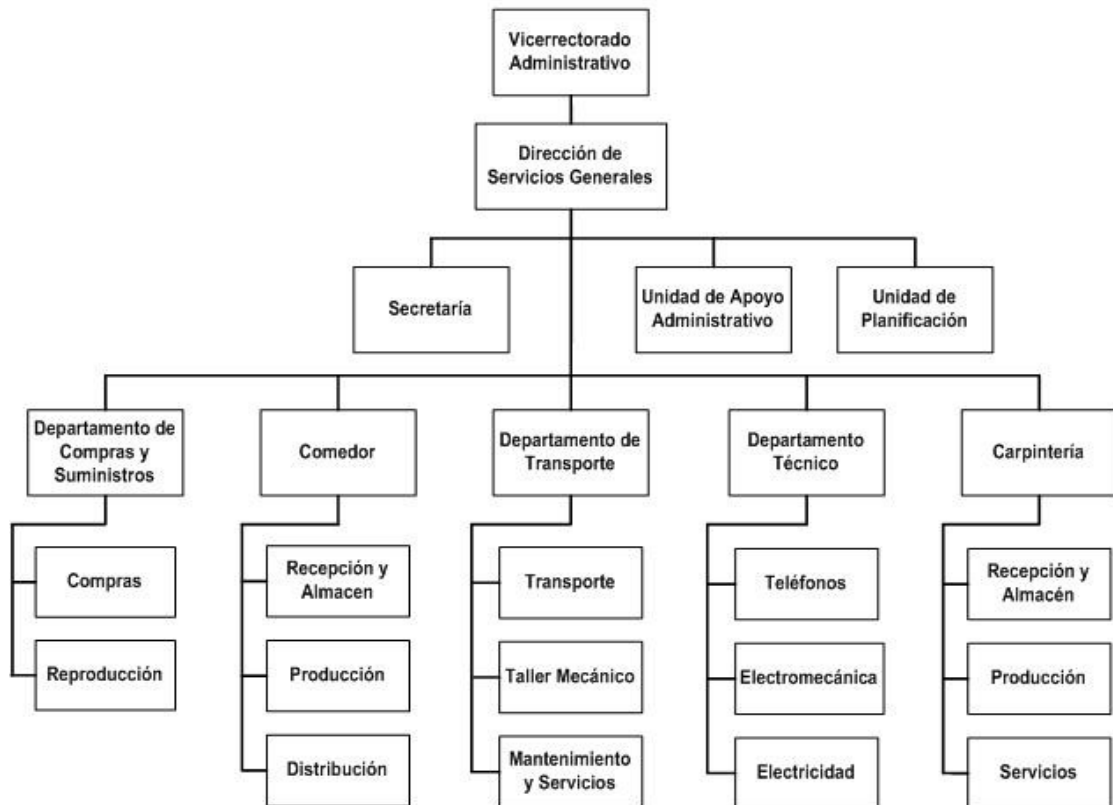 Vicerrectorado
Administrativo
Dirección de
Servicios Generales
Secretaría
Unidad de Apoyo
Administrativo
Unidad de
Planificación
Departamento de
Compras y
Suministros
Comedor
Departamento de
Transporte
Departamento
Técnico
Carpintería
Compras
Reproducción
Recepción y
Almacen
Producción
Distribución
Transporte
Taller Mecánico
Mantenimiento
y Servicios
Teléfonos
Electromecánica
Electricidad
Recepción y
Almacén
Producción
Servicios